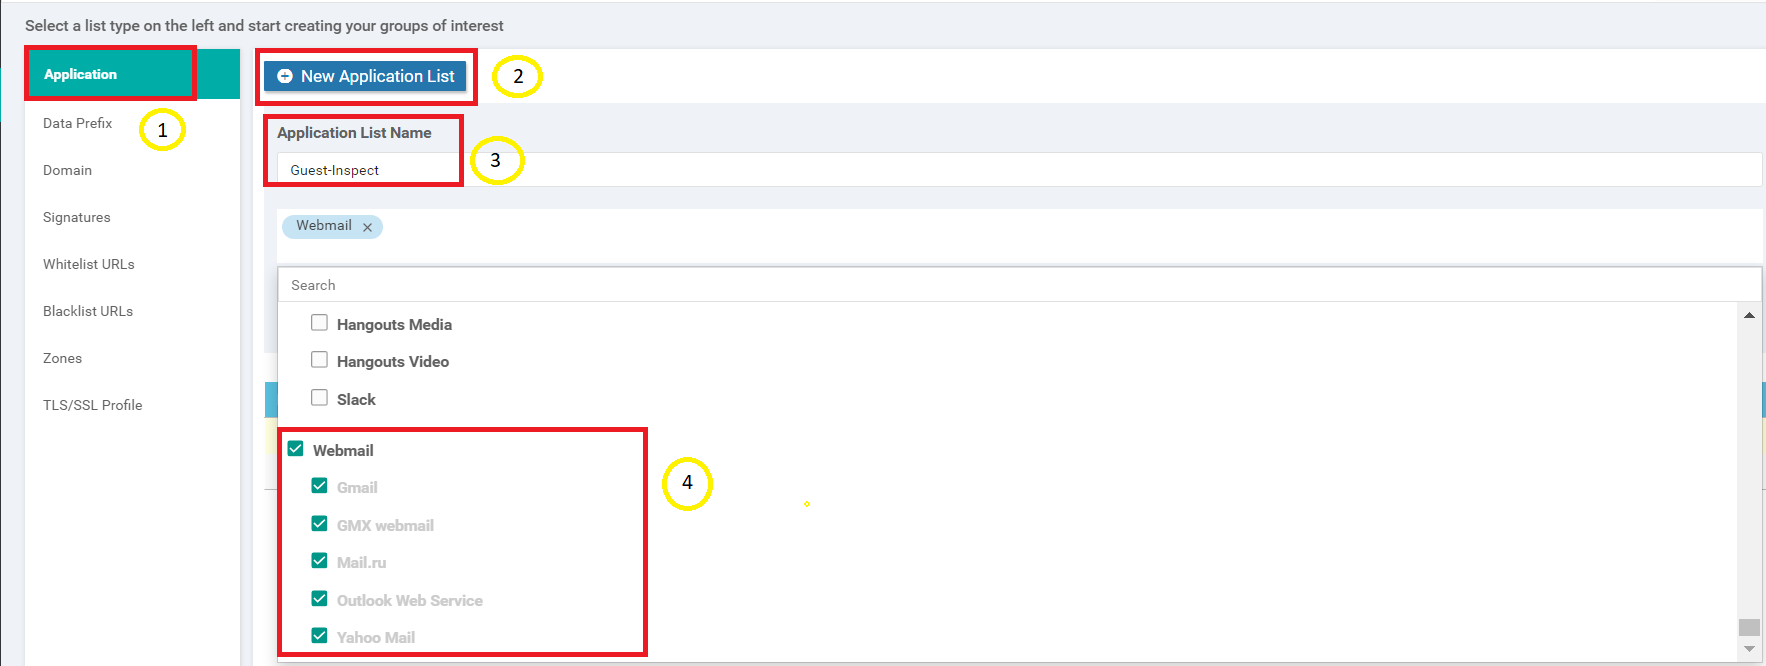 Select a list type on the left and start creating your groups of interest
Application
Data Prefix
Domain
Signatures
Whitelist URLs
Blacklist URLs
Zones
TLS/SSL Profile
1
New Application List
2
Application List Name
Guest-Inspect
3
Webmail ×
Search
Hangouts Media
Hangouts Video
Slack
Webmail
Gmail
GMX webmail
Mail.ru
Outlook Web Service
Yahoo Mail
4